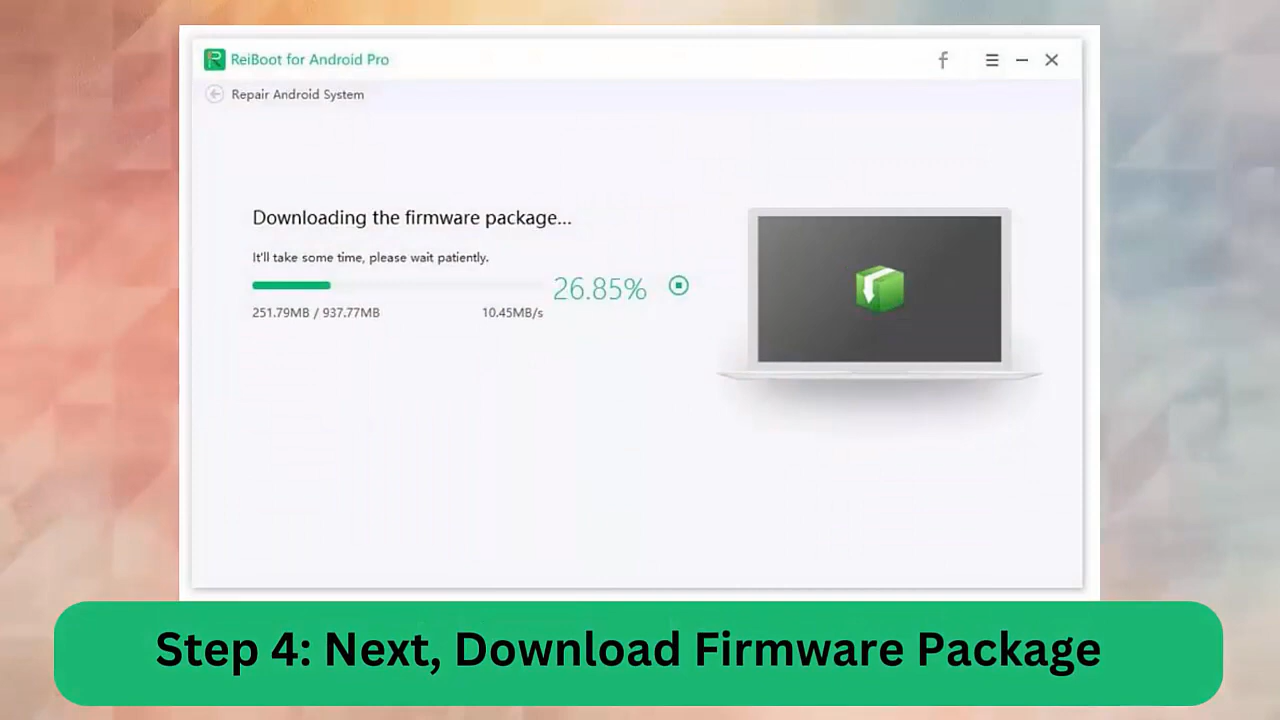 ReiBoot for Android Pro
Repair Android System
Downloading the firmware package...
It'll take some time, please wait patiently.
26.85%
251.79MB / 937.77MB 10.45MB/s
Step 4: Next, Download Firmware Package